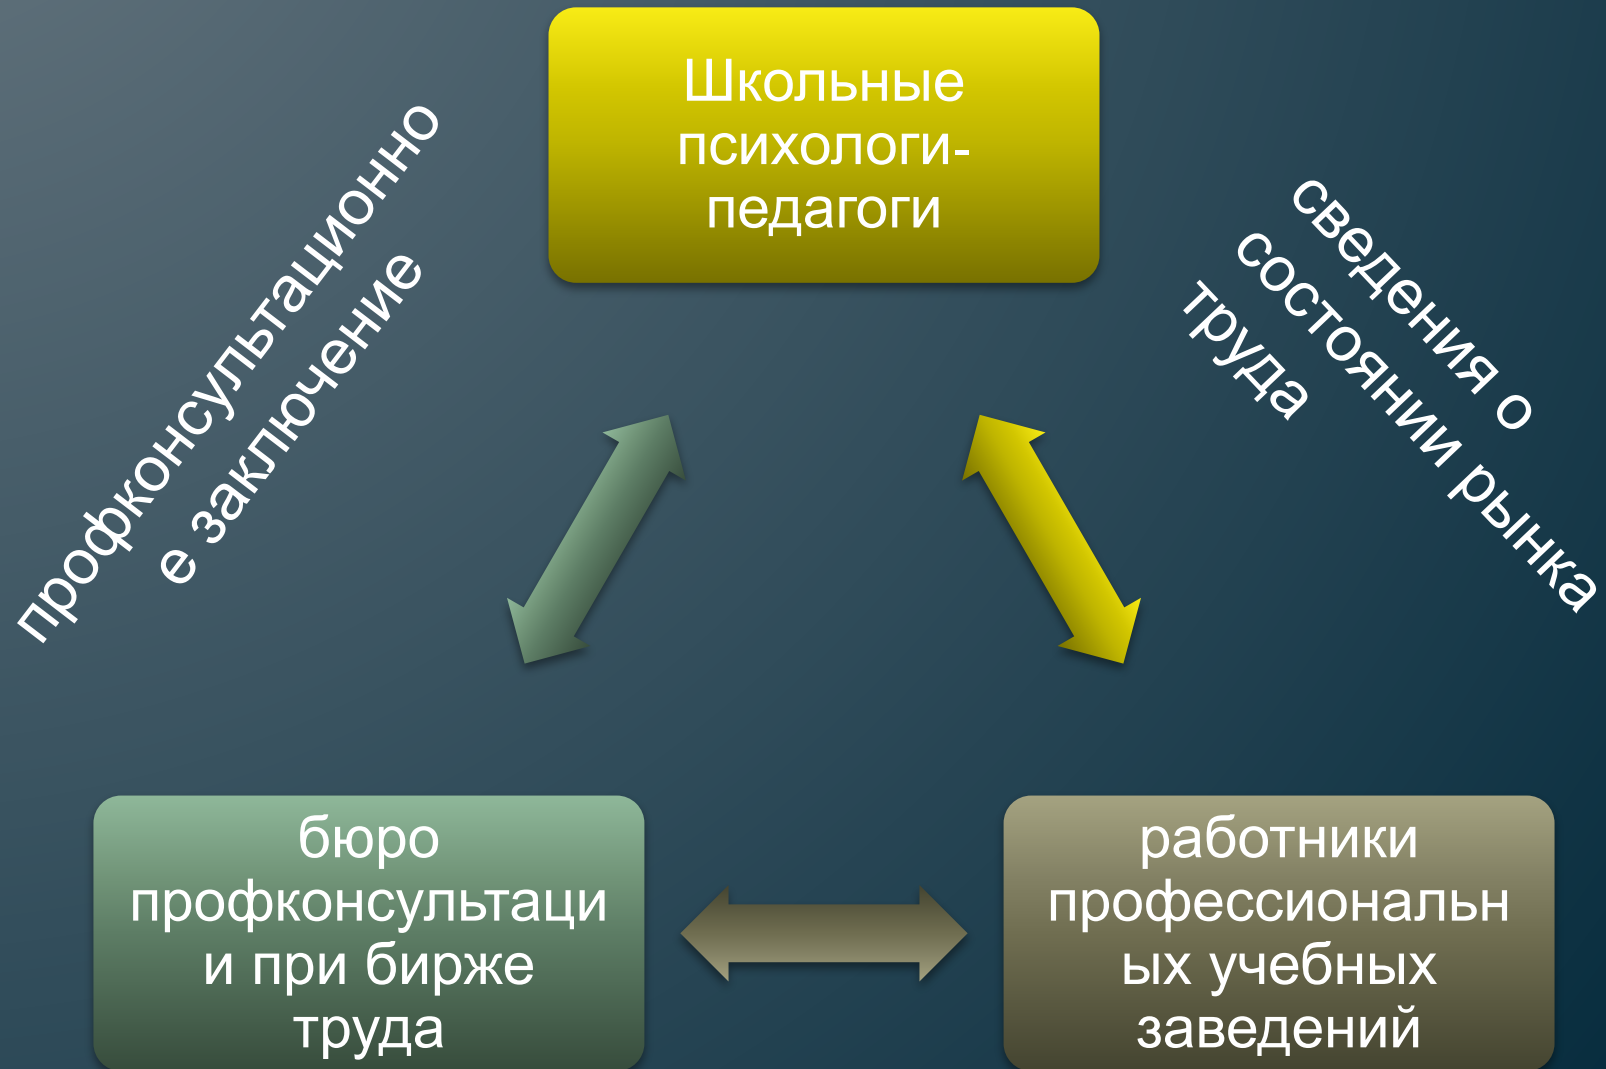 Школьные
психологи-
педагоги
профконсультационно
е заключение
сведения о
состоянии рынка
труда
бюро
профконсультаци
и при бирже
труда
работники
профессиональн
ых учебных
заведений